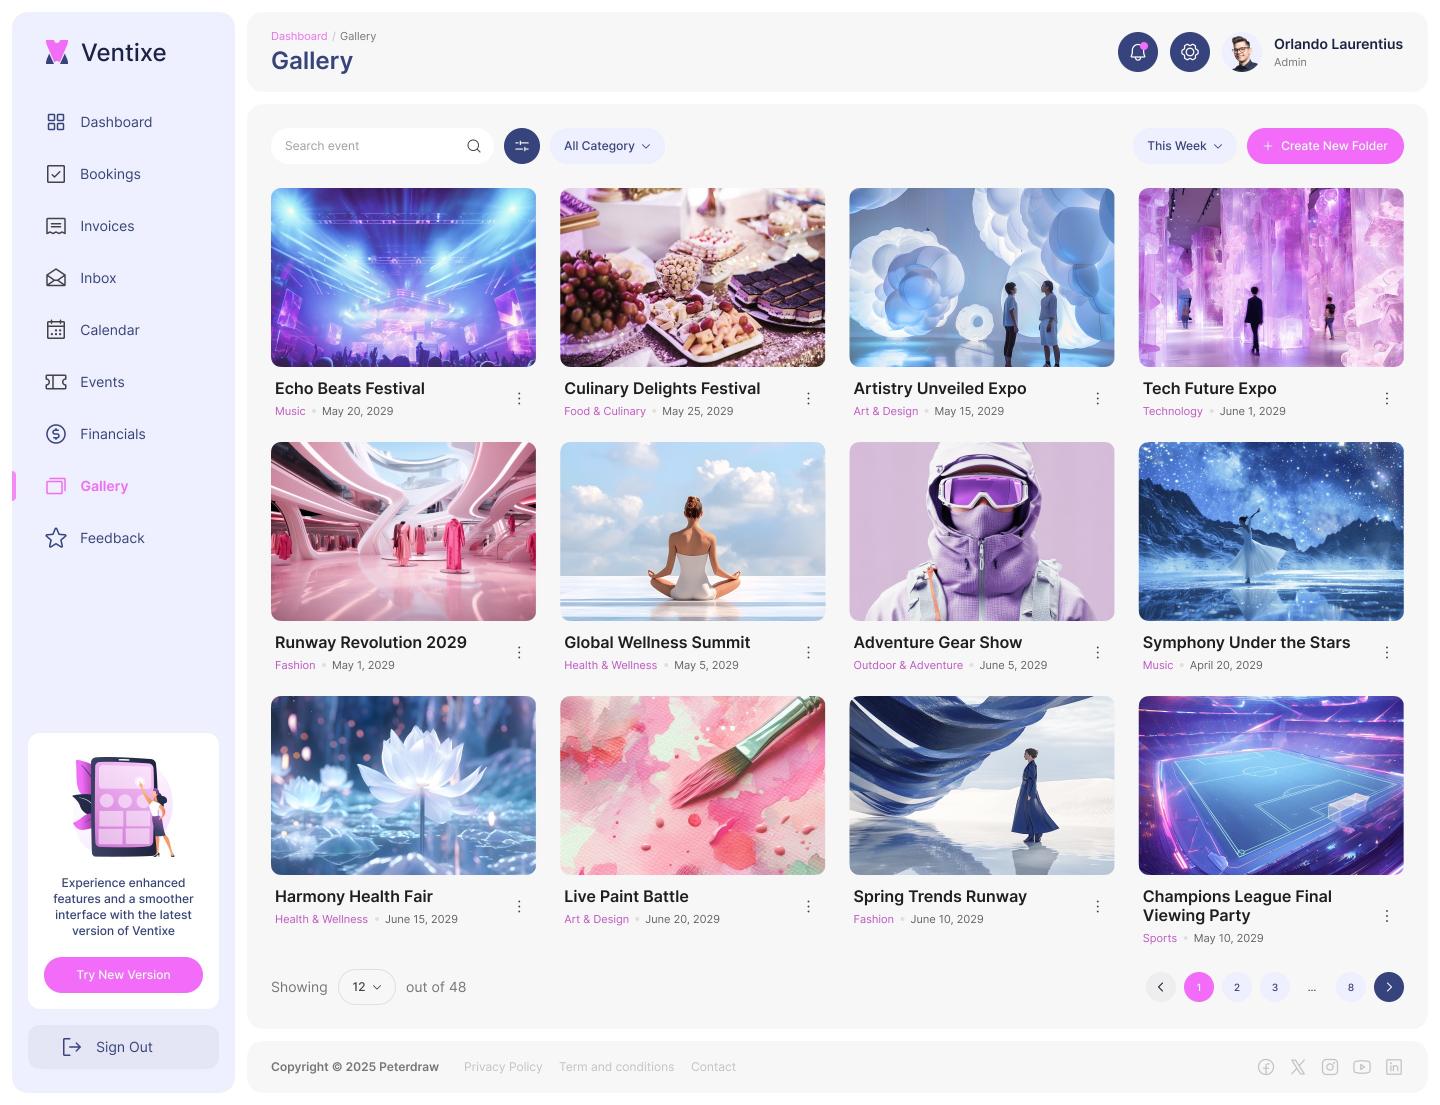 Ventixe
Dashboard
Bookings
Invoices
Inbox
Calendar
Events
Financials
Gallery
Feedback
Experience enhanced
features and a smoother
interface with the latest
version of Ventixe
Try New Version
Sign Out
Dashboard / Gallery
Gallery
Orlando Laurentius
Admin
Search event
All Category
This Week
+ Create New Folder
Echo Beats Festival
Music • May 20, 2029
Culinary Delights Festival
Food & Culinary • May 25, 2029
Artistry Unveiled Expo
Art & Design • May 15, 2029
Tech Future Expo
Technology • June 1, 2029
Runway Revolution 2029
Fashion • May 1, 2029
Global Wellness Summit
Health & Wellness • May 5, 2029
Adventure Gear Show
Outdoor & Adventure • June 5, 2029
Symphony Under the Stars
Music • April 20, 2029
Harmony Health Fair
Health & Wellness • June 15, 2029
Live Paint Battle
Art & Design • June 20, 2029
Spring Trends Runway
Fashion • June 10, 2029
Champions League Final
Viewing Party
Sports • May 10, 2029
Showing 12 out of 48
1 2 3 ... 8
Copyright © 2025 Peterdraw
Privacy Policy
Term and conditions
Contact